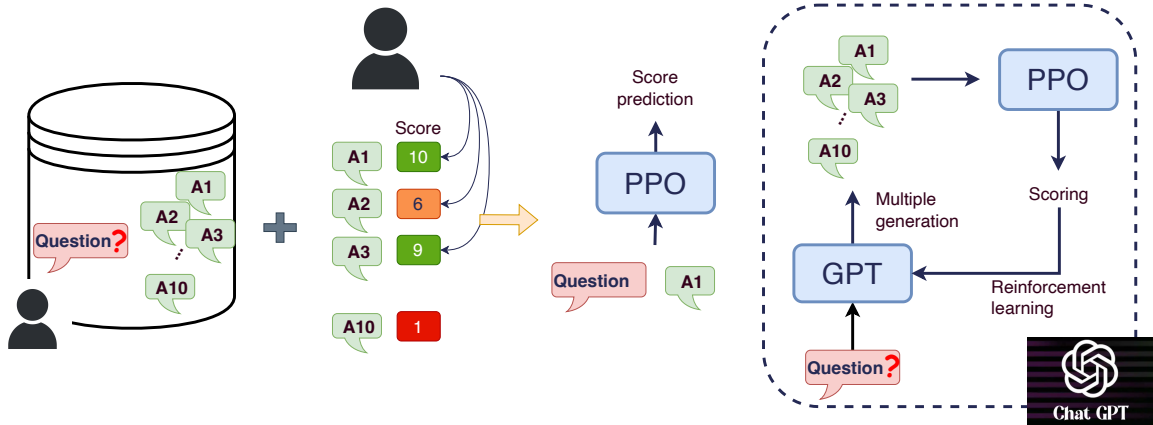 Question?
A1
A2
A3
A10
Score
A1
10
A2
6
A3
9
A10
1
Score
prediction
PPO
Question
A1
A1
A2
A3
A10
PPO
Multiple
generation
Scoring
GPT
Reinforcement
learning
Question?
Chat GPT